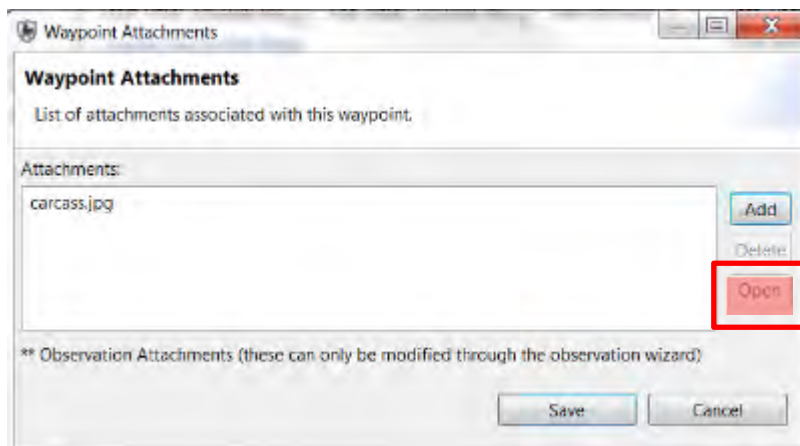 Waypoint Attachments
Waypoint Attachments
List of attachments associated with this waypoint.
Attachments:
carcass.jpg
Add
Delete
Open
** Observation Attachments (these can only be modified through the observation wizard)
Save
Cancel